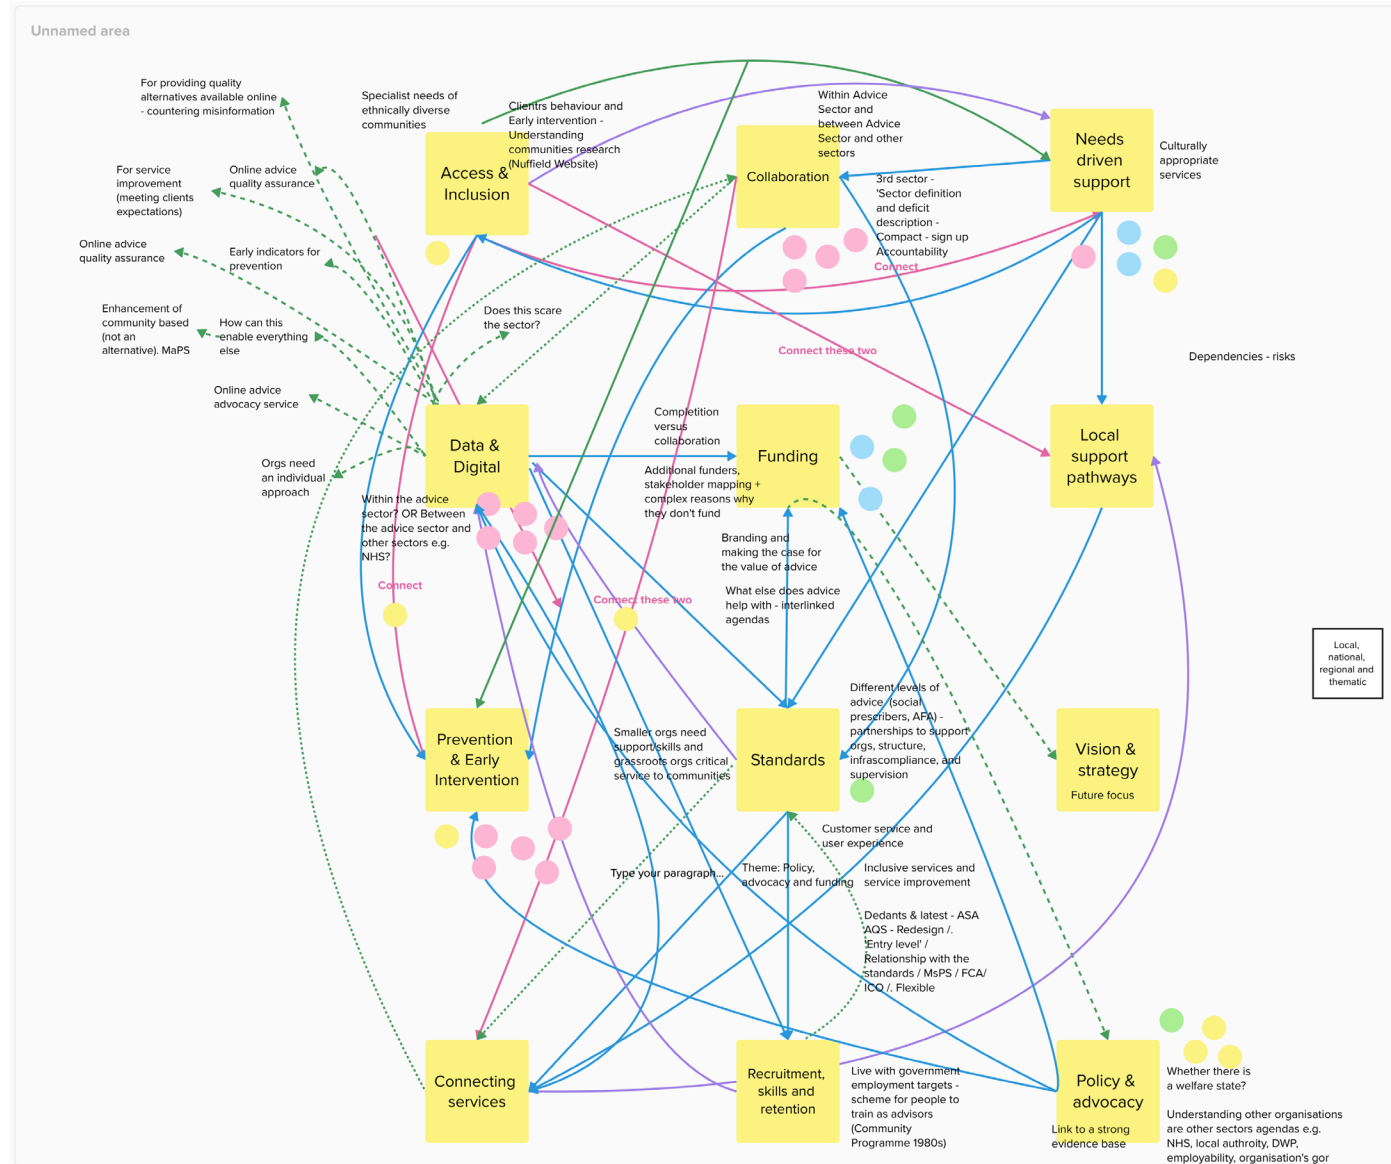 Unnamed area
For providing quality
alternatives available online
- countering misinformation
Specialist needs of
ethnically diverse
communities
Clientrs behaviour and
Early intervention -
Understanding
communities research
(Nuffield Website)
Access &
Inclusion
Within Advice
Sector and
between Advice
Sector and other
sectors
Collaboration
3rd sector -
'Sector definition
and deficit
description -
Compact - sign up
Accountability
Connect
Needs
driven
support
Culturally
appropriate
services
For service
improvement
(meeting clients
expectations)
Online advice
quality assurance
Online advice
quality assurance
Early indicators for
prevention
Enhancement of
community based
(not an
alternative). MaPS
How can this
enable everything
else
Does this scare
the sector?
Connect these two
Dependencies - risks
Online advice
advocacy service
Orgs need
an individual
approach
Data &
Digital
Completition
versus
collaboration
Additional funders,
stakeholder mapping +
complex reasons why
they don't fund
Funding
Local
support
pathways
Within the advice
sector? OR Between
the advice sector and
other sectors e.g.
NHS?
Connect
Branding and
making the case for
the value of advice
What else does advice
help with - interlinked
agendas
Connect these two
Local,
national,
regional and
thematic
Prevention
& Early
Intervention
Smaller orgs need
support/skills and
grassroots orgs critical
service to communities
Standards
Different levels of
advice (social
prescribers, AFA) -
partnerships to support
orgs, structure,
infrascompliance, and
supervision
Vision &
strategy
Future focus
Customer service and
user experience
Type your paragraph...
Theme: Policy,
advocacy and funding
Inclusive services and
service improvement
Dedants & latest - ASA
AQS - Redesign /.
'Entry level' /
Relationship with the
standards / MsPS / FCA/
ICO /. Flexible
Connecting
services
Recruitment,
skills and
retention
Live with government
employment targets -
scheme for people to
train as advisors
(Community
Programme 1980s)
Policy &
advocacy
Link to a strong
evidence base
Whether there is
a welfare state?
Understanding other organisations
are other sectors agendas e.g.
NHS, local authroity, DWP,
employability, organisation's gor